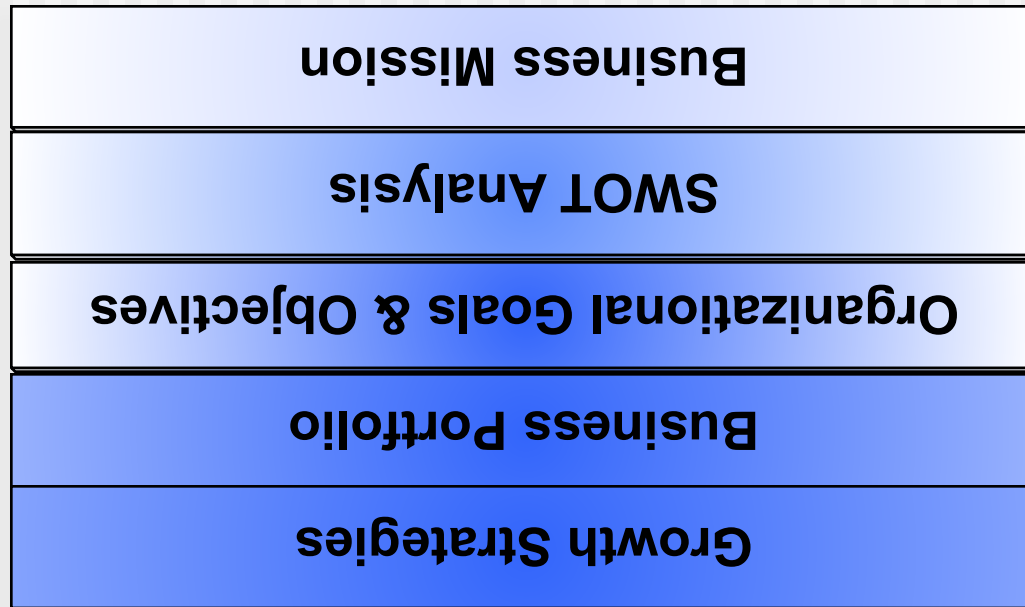 Growth Strategies
Business Portfolio
Organizational Goals & Objectives
SWOT Analysis
Business Mission